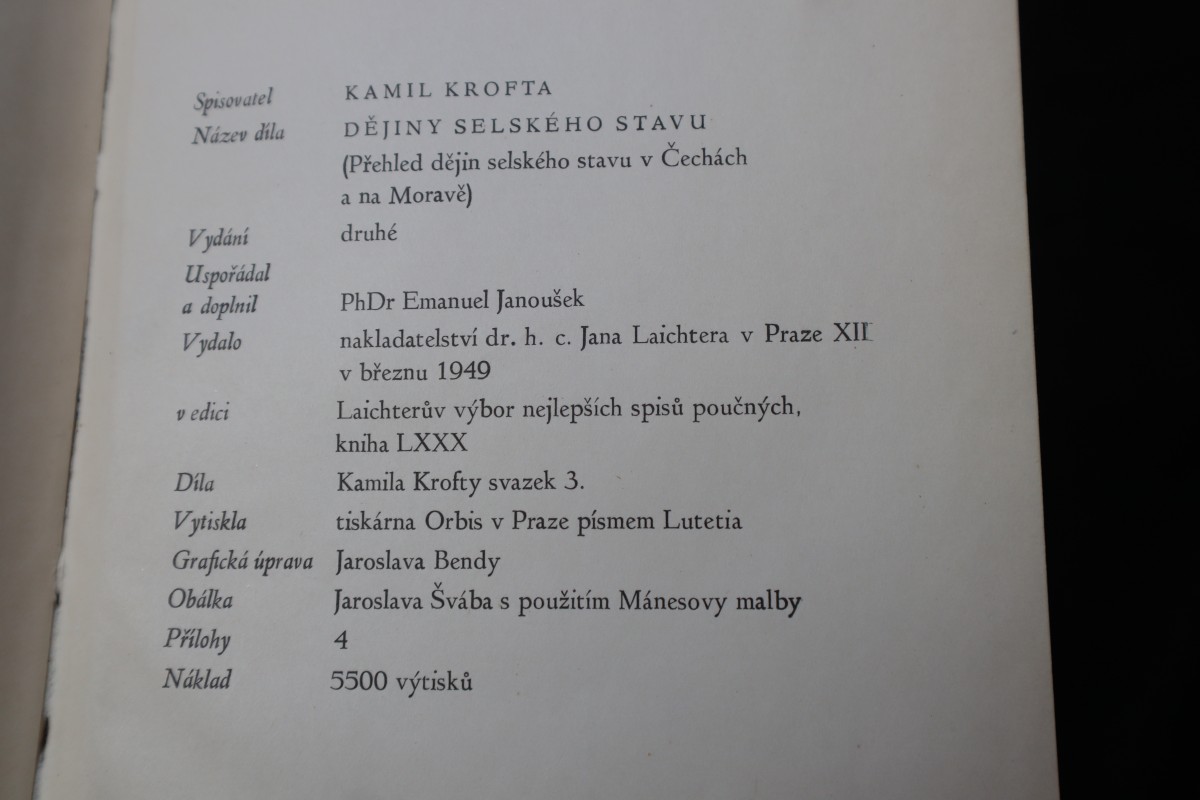 Spisovatel KAMIL KROFTA
Název díla DĚJINY SELSKÉHO STAVU
(Přehled dějin selského stavu v Čechách
a na Moravě)
Vydání druhé
Uspořádal
a doplnil PhDr Emanuel Janoušek
Vydalo nakladatelství dr. h. c. Jana Laichtera v Praze XII
v březnu 1949
v edici Laichterův výbor nejlepších spisů poučných,
kniha LXXX
Díla Kamila Krofty svazek 3.
Vytiskla tiskárna Orbis v Praze písmem Lutetia
Grafická úprava Jaroslava Bendy
Obálka Jaroslava Švába s použitím Mánesovy malby
Přílohy 4
Náklad 5500 výtisků